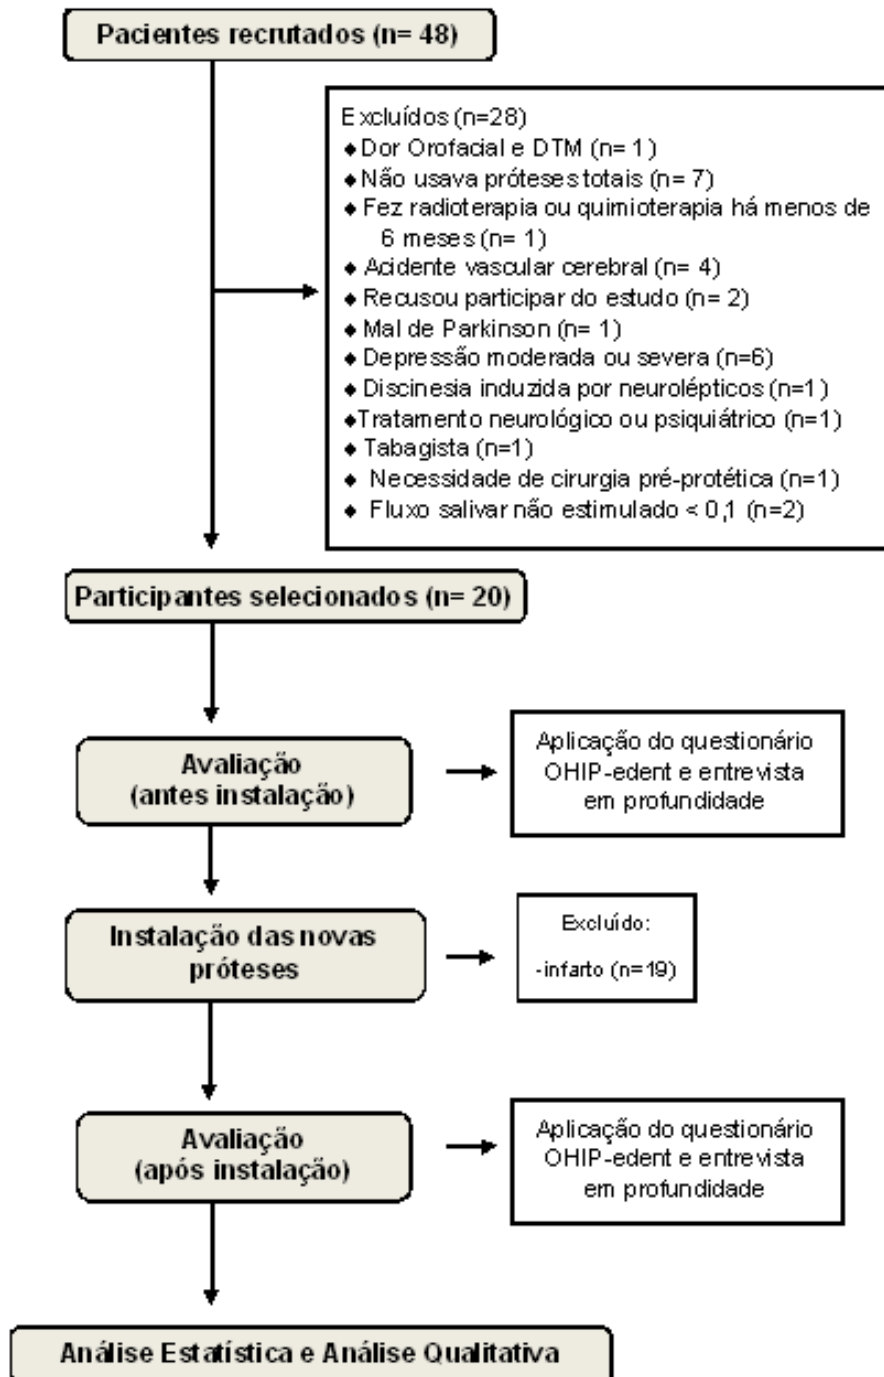 Pacientes recrutados (n= 48)
Excluídos (n=28)
♦ Dor Orofacial e DTM (n= 1)
♦ Não usava próteses totais (n= 7)
♦ Fez radioterapia ou quimioterapia há menos de
6 meses (n= 1)
♦ Acidente vascular cerebral (n= 4)
♦ Recusou participar do estudo (n= 2)
♦ Mal de Parkinson (n= 1)
♦ Depressão moderada ou severa (n=6)
♦ Discinesia induzida por neurolépticos (n=1)
♦Tratamento neurológico ou psiquiátrico (n=1)
♦ Tabagista (n=1)
♦ Necessidade de cirurgia pré-protética (n=1)
♦ Fluxo salivar não estimulado < 0,1 (n=2)
Participantes selecionados (n= 20)
Avaliação
(antes instalação)
Aplicação do questionário
OHIP-edent e entrevista
em profundidade
Instalação das novas
próteses
Excluído:
-infarto (n=19)
Avaliação
(após instalação)
Aplicação do questionário
OHIP-edent e entrevista
em profundidade
Análise Estatística e Análise Qualitativa